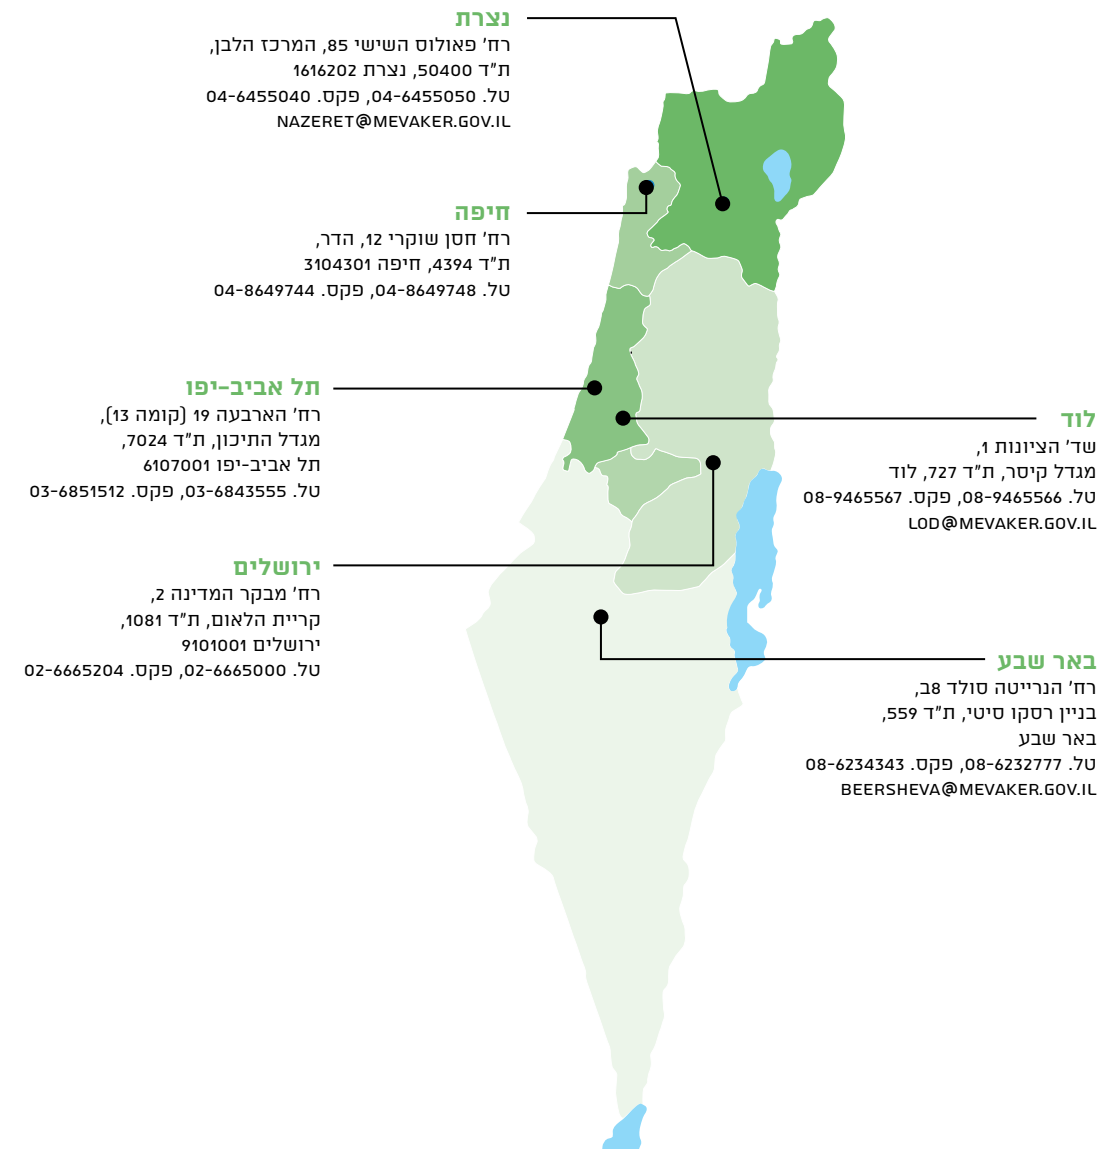 נצרת
רח' פאולוס השישי 85, המרכז הלבן,
ת"ד 50400, נצרת 1616202
טל. 04-6455050, פקס. 04-6455040
NAZERET@MEVAKER.GOV.IL
חיפה
רח' חסן שוקרי 12, הדר,
ת"ד 4394, חיפה 3104301
טל. 04-8649748, פקס. 04-8649744
תל אביב-יפו
רח' הארבעה 19 (קומה 13),
מגדל התיכון, ת"ד 7024,
תל אביב-יפו 6107001
טל. 03-6843555, פקס. 03-6851512
לוד
שד' הציונות 1,
מגדל קיסר, ת"ד 727, לוד
טל. 08-9465566, פקס. 08-9465567
LOD@MEVAKER.GOV.IL
ירושלים
רח' מבקר המדינה 2,
קריית הלאום, ת"ד 1081,
ירושלים 9101001
טל. 02-6665000, פקס. 02-6665204
באר שבע
רח' הנרייטה סולד 8ב,
בניין רסקו סיטי, ת"ד 559,
באר שבע
טל. 08-6232777, פקס. 08-6234343
BEERSHEVA@MEVAKER.GOV.IL